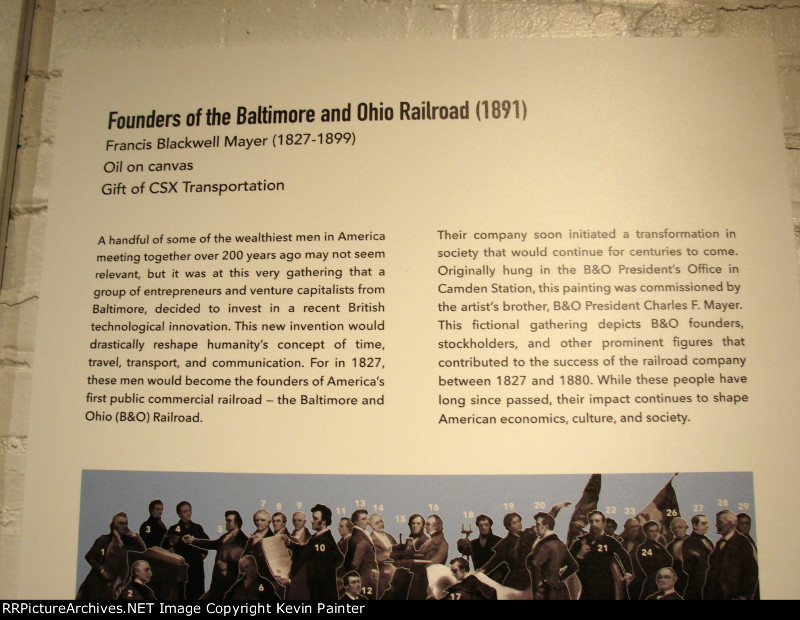 Founders of the Baltimore and Ohio Railroad (1891)
Francis Blackwell Mayer (1827-1899)
Oil on canvas
Gift of CSX Transportation
A handful of some of the wealthiest men in America
meeting together over 200 years ago may not seem
relevant, but it was at this very gathering that a
group of entrepreneurs and venture capitalists from
Baltimore, decided to invest in a recent British
technological innovation. This new invention would
drastically reshape humanity's concept of time,
travel, transport, and communication. For in 1827,
these men would become the founders of America's
first public commercial railroad – the Baltimore and
Ohio (B&O) Railroad.
Their company soon initiated a transformation in
society that would continue for centuries to come.
Originally hung in the B&O President's Office in
Camden Station, this painting was commissioned by
the artist's brother, B&O President Charles F. Mayer.
This fictional gathering depicts B&O founders,
stockholders, and other prominent figures that
contributed to the success of the railroad company
between 1827 and 1880. While these people have
long since passed, their impact continues to shape
American economics, culture, and society.
1 2 3 4 5 6 7 8 9 10 11 12 13 14 15 16 17 18 19 20 21 22 23 24 26 27 28 29
RRPictureArchives.NET Image Copyright Kevin Painter